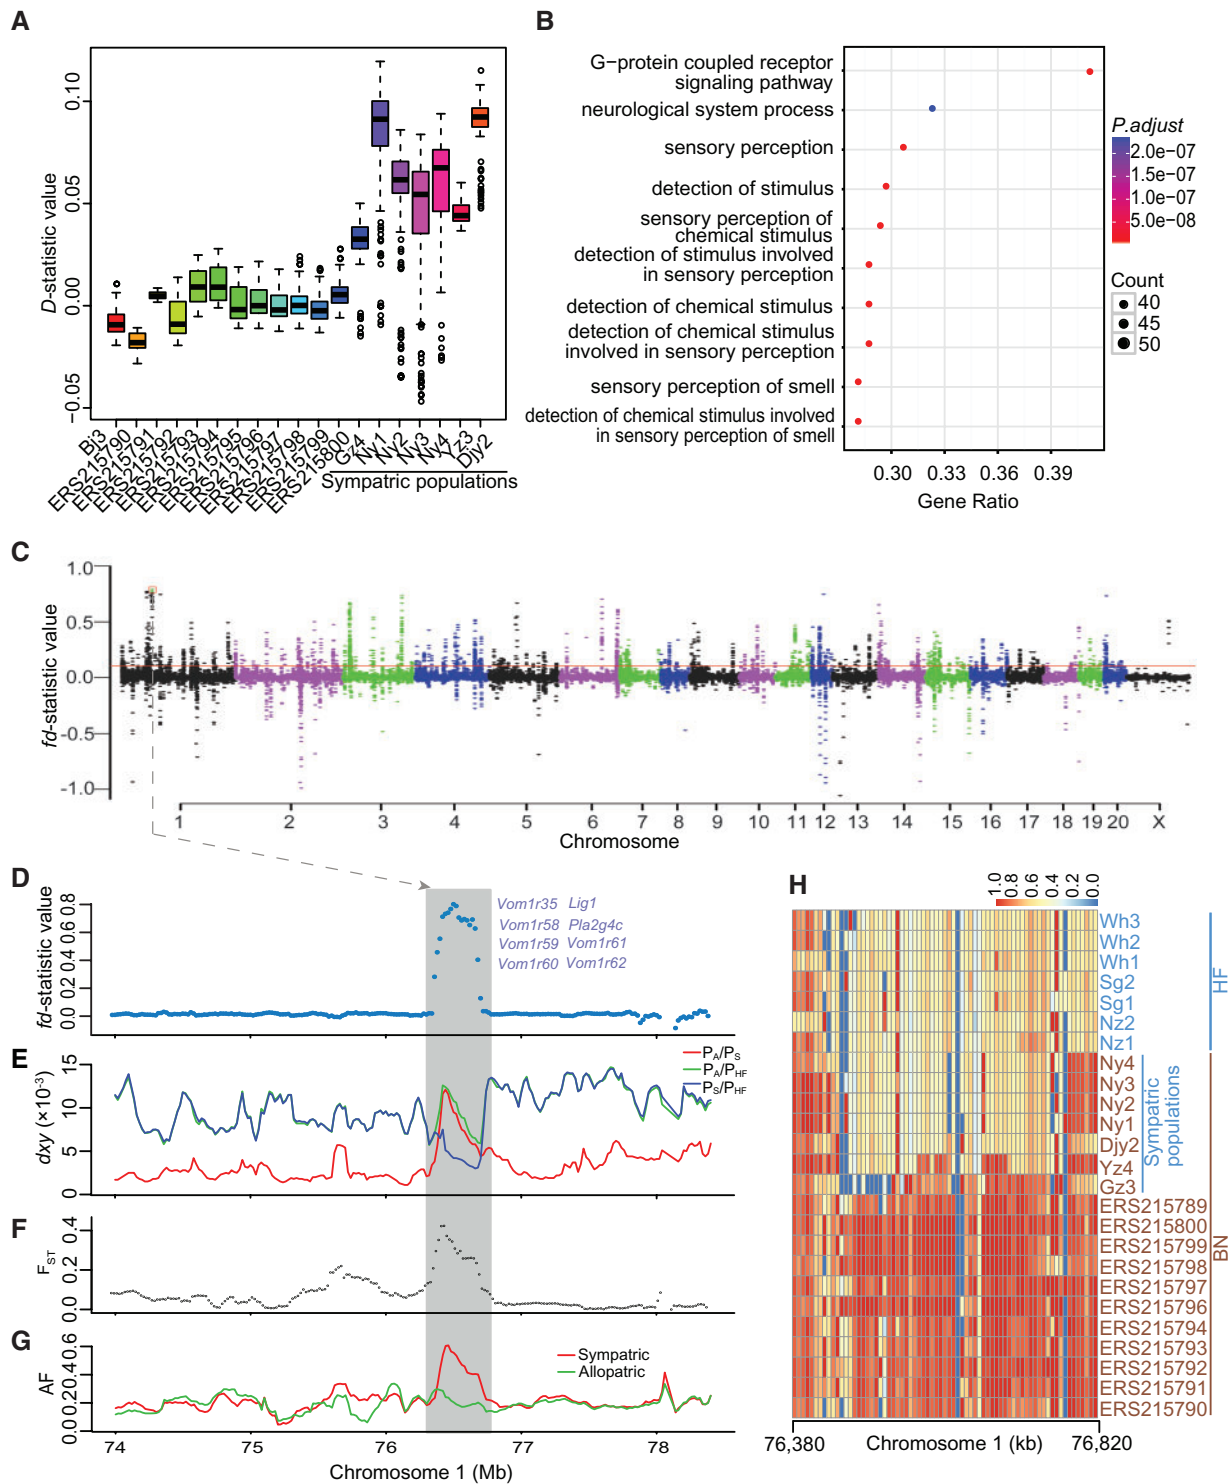 A
D-statistic value
0.10
0.05
0.00
−0.05
Bj3
ERS215790
ERS215791
ERS215792
ERS215793
ERS215794
ERS215795
ERS215796
ERS215797
ERS215798
ERS215799
ERS215800
Gz4
Ny1
Ny2
Ny3
Ny4
Yz3
Djy2
Sympatric populations
B
G−protein coupled receptor
signaling pathway
neurological system process
sensory perception
detection of stimulus
sensory perception of
chemical stimulus
detection of stimulus involved
in sensory perception
detection of chemical stimulus
detection of chemical stimulus
involved in sensory perception
sensory perception of smell
detection of chemical stimulus involved
in sensory perception of smell
0.30 0.33 0.36 0.39
Gene Ratio
P.adjust
2.0e−07
1.5e−07
1.0e−07
5.0e−08
Count
40
45
50
C
fd-statistic value
1.0
0.5
0.0
-0.5
-1.0
1 2 3 4 5 6 7 8 9 10 11 12 13 14 15 16 17 18 19 20 X
Chromosome
D
fd-statistic value
0.8
0.6
0.4
0.2
0.0
Vom1r35 Lig1
Vom1r58 Pla2g4c
Vom1r59 Vom1r61
Vom1r60 Vom1r62
E
dxy (×10⁻³)
15
10
5
0
PA/PS
PA/PHF
PS/PHF
F
FST
0.4
0.2
0.0
G
AF
0.6
0.4
0.2
0.0
Sympatric
Allopatric
74 75 76 77 78
Chromosome 1 (Mb)
H
1.0
0.8
0.6
0.4
0.2
0.0
Wh3
Wh2
Wh1
Sg2
Sg1
Nz2
Nz1
HF
Ny4
Ny3
Ny2
Ny1
Djy2
Yz4
Gz3
Sympatric
populations
ERS215789
ERS215800
ERS215799
ERS215798
ERS215797
ERS215796
ERS215794
ERS215793
ERS215792
ERS215791
ERS215790
BN
76,380 Chromosome 1 (kb) 76,820